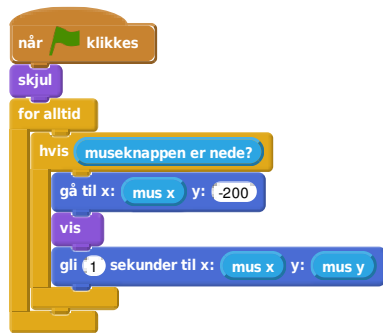 når klikkes
skjul
for alltid
hvis museknappen er nede?
gå til x: mus x y: -200
vis
gli 1 sekunder til x: mus x y: mus y